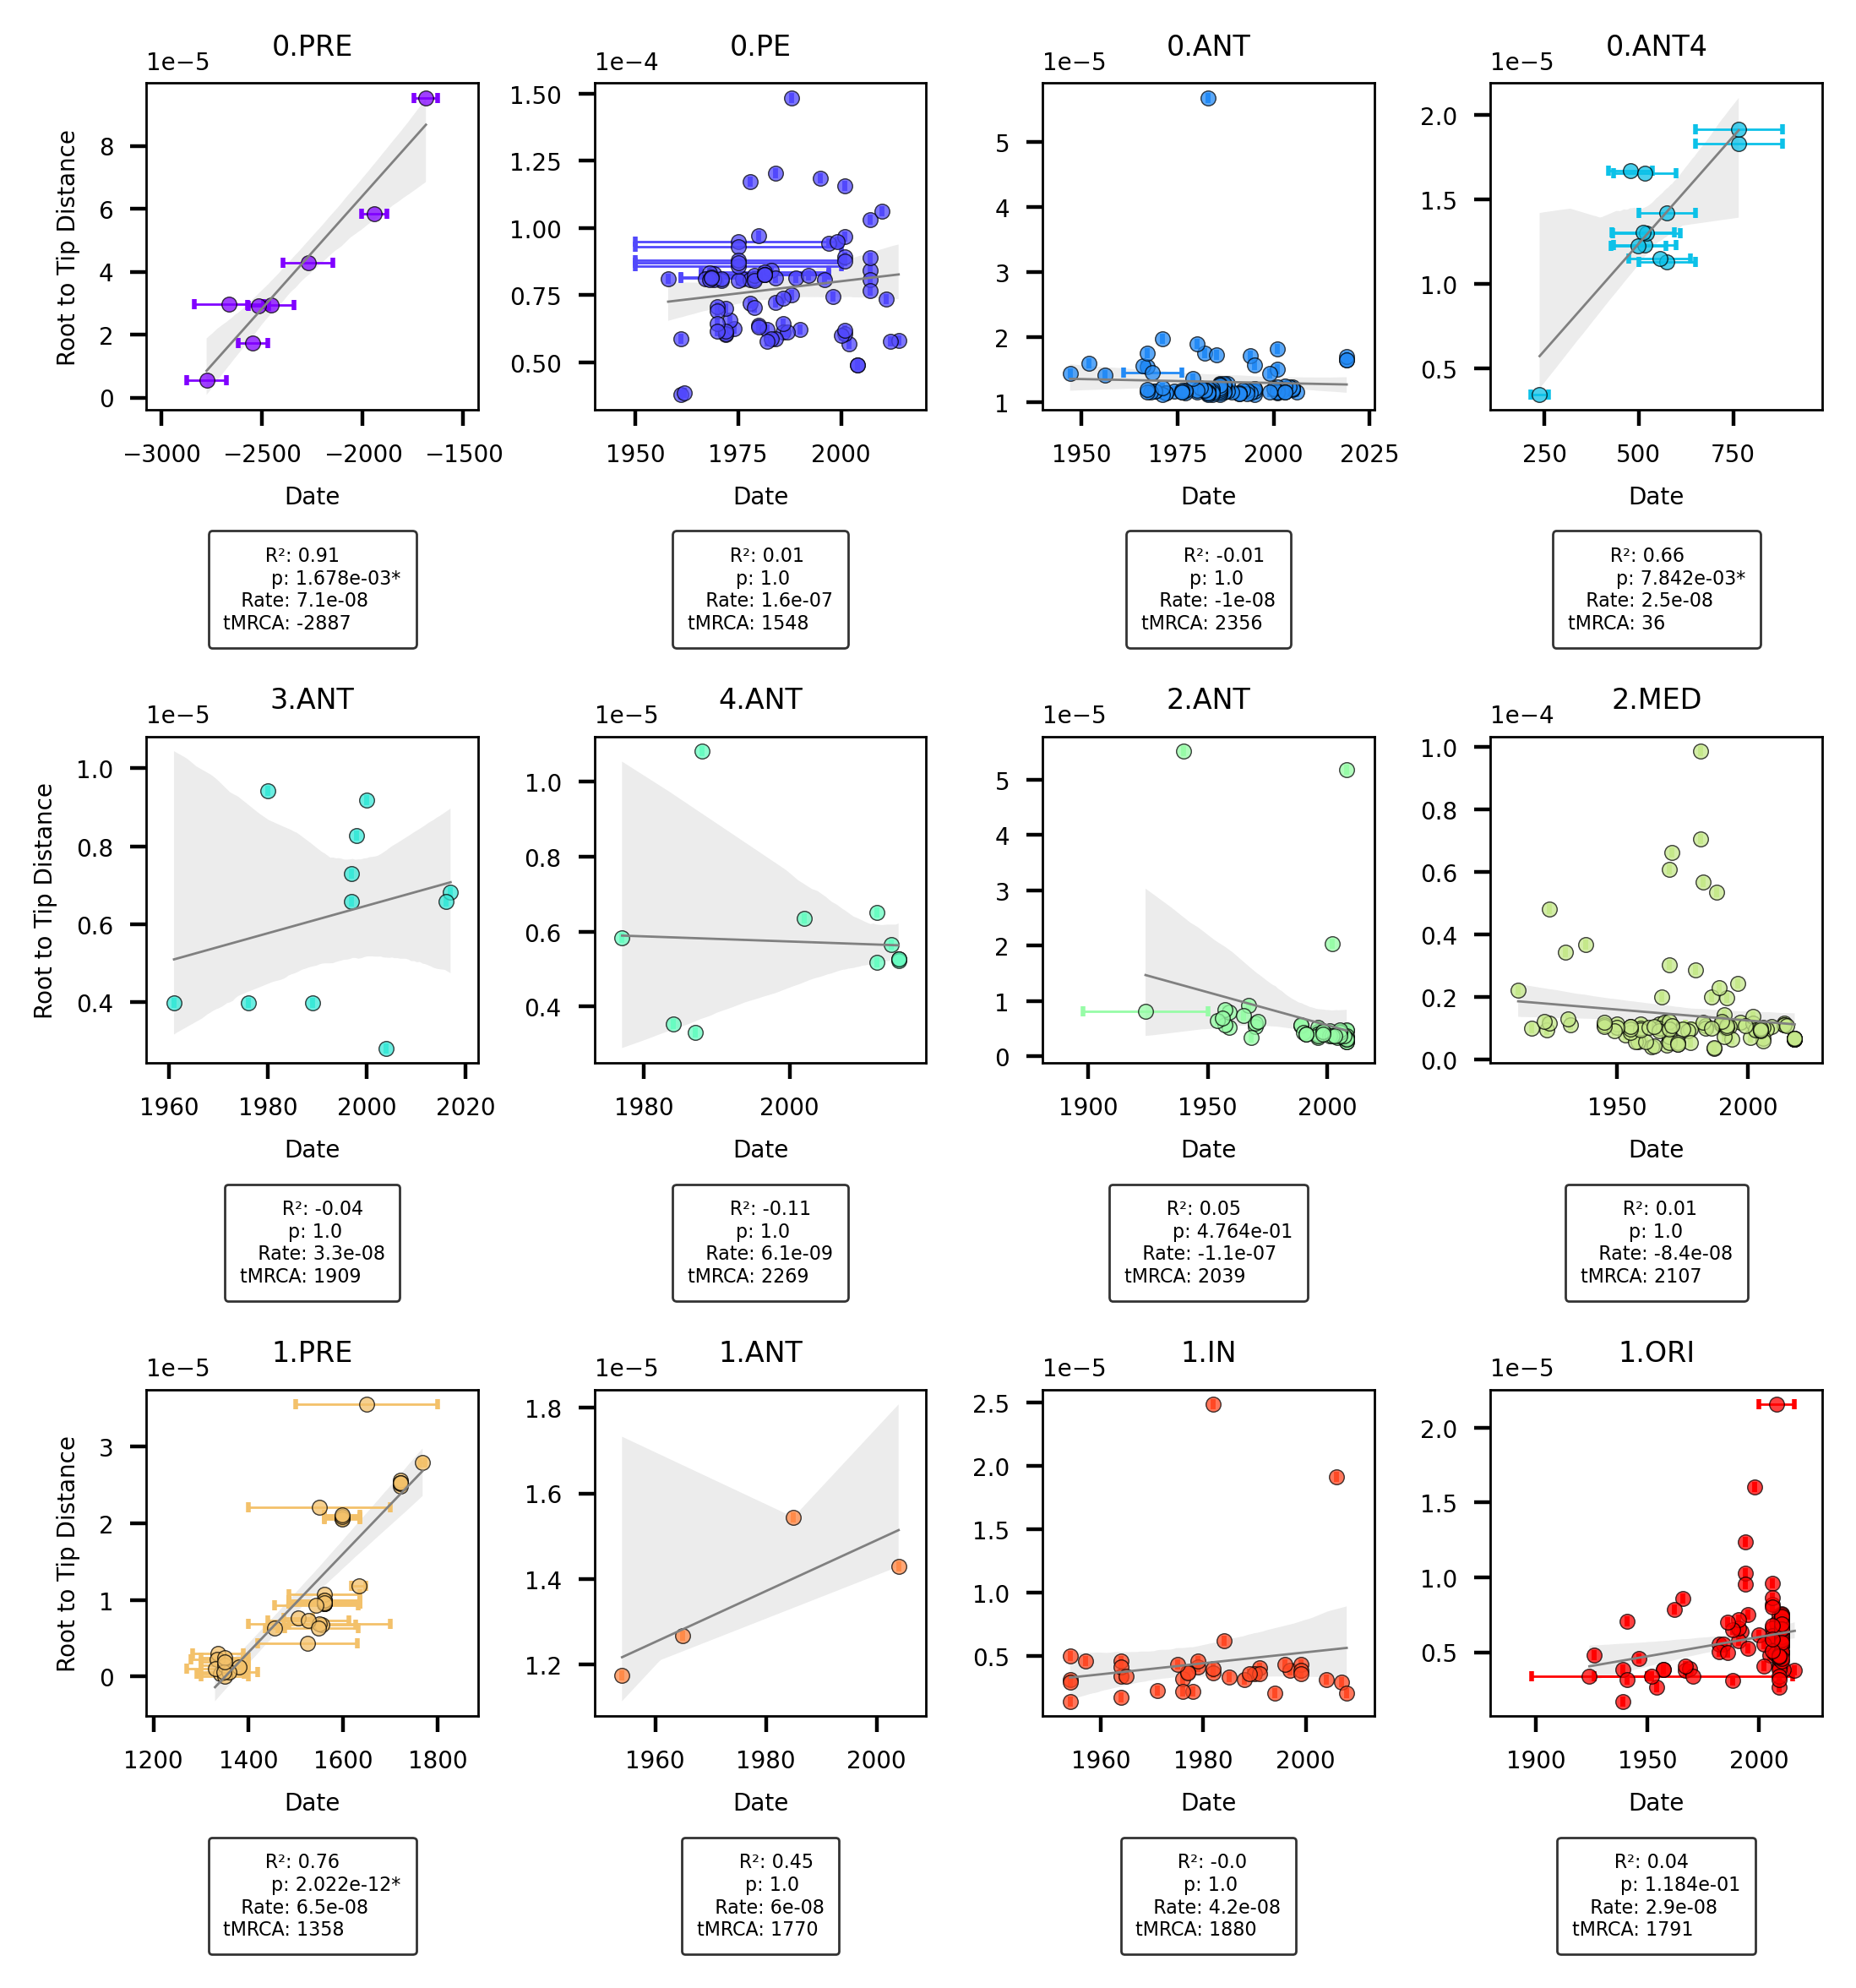 0.PRE 0.PE 0.ANT 0.ANT4
1e−5 1e−4 1e−5 1e−5
Root to Tip Distance
8
6
4
2
0
1.50
1.25
1.00
0.75
0.50
5
4
3
2
1
2.0
1.5
1.0
0.5
−3000 −2500 −2000 −1500
1950 1975 2000
1950 1975 2000 2025
250 500 750
Date Date Date Date
R²: 0.91
p: 1.678e-03*
Rate: 7.1e-08
tMRCA: -2887
R²: 0.01
p: 1.0
Rate: 1.6e-07
tMRCA: 1548
R²: -0.01
p: 1.0
Rate: -1e-08
tMRCA: 2356
R²: 0.66
p: 7.842e-03*
Rate: 2.5e-08
tMRCA: 36
3.ANT 4.ANT 2.ANT 2.MED
1e−5 1e−5 1e−5 1e−4
Root to Tip Distance
1.0
0.8
0.6
0.4
1.0
0.8
0.6
0.4
5
4
3
2
1
0
1.0
0.8
0.6
0.4
0.2
0.0
1960 1980 2000 2020
1980 2000
1900 1950 2000
1950 2000
Date Date Date Date
R²: -0.04
p: 1.0
Rate: 3.3e-08
tMRCA: 1909
R²: -0.11
p: 1.0
Rate: 6.1e-09
tMRCA: 2269
R²: 0.05
p: 4.764e-01
Rate: -1.1e-07
tMRCA: 2039
R²: 0.01
p: 1.0
Rate: -8.4e-08
tMRCA: 2107
1.PRE 1.ANT 1.IN 1.ORI
1e−5 1e−5 1e−5 1e−5
Root to Tip Distance
3
2
1
0
1.8
1.6
1.4
1.2
2.5
2.0
1.5
1.0
0.5
2.0
1.5
1.0
0.5
1200 1400 1600 1800
1960 1980 2000
1960 1980 2000
1900 1950 2000
Date Date Date Date
R²: 0.76
p: 2.022e-12*
Rate: 6.5e-08
tMRCA: 1358
R²: 0.45
p: 1.0
Rate: 6e-08
tMRCA: 1770
R²: -0.0
p: 1.0
Rate: 4.2e-08
tMRCA: 1880
R²: 0.04
p: 1.184e-01
Rate: 2.9e-08
tMRCA: 1791